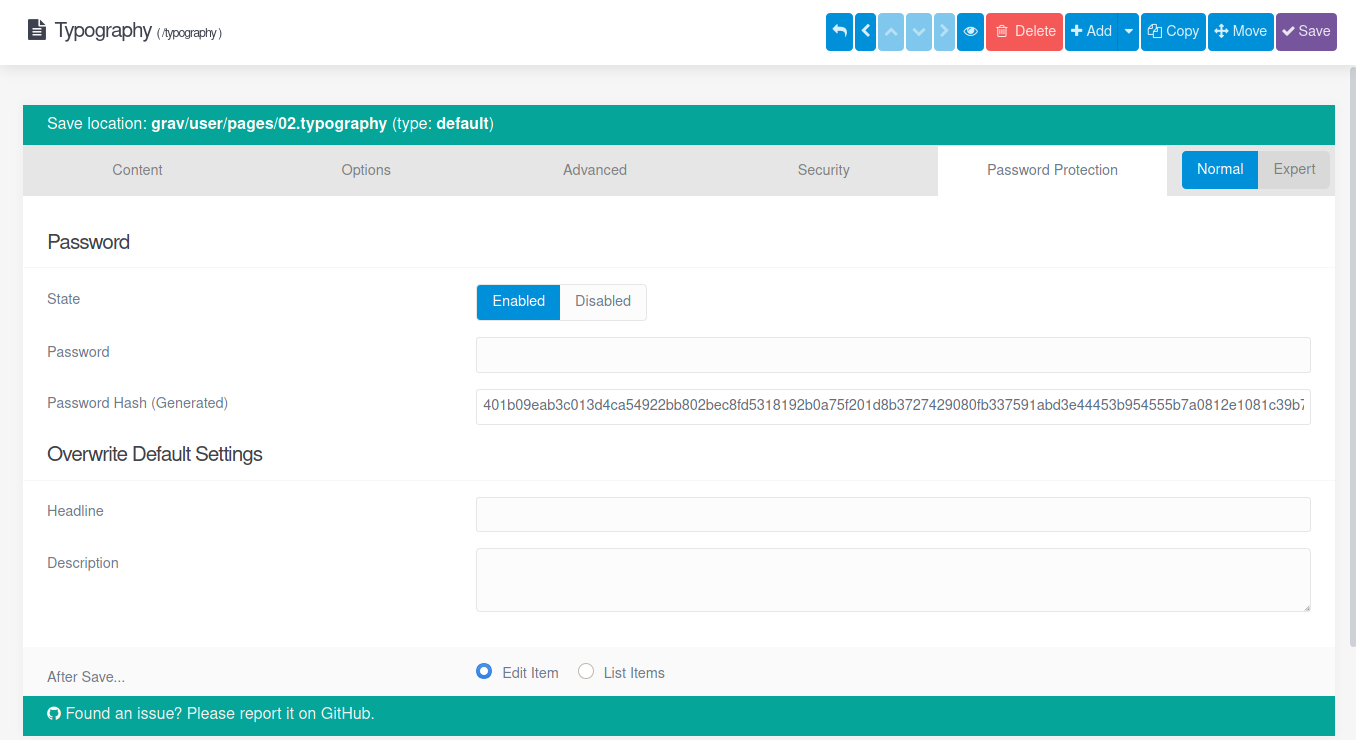 Typography ( /typography )
Delete
Add
Copy
Move
Save
Save location: grav/user/pages/02.typography (type: default)
Content
Options
Advanced
Security
Password Protection
Normal
Expert
Password
State
Enabled
Disabled
Password
Password Hash (Generated)
401b09eab3c013d4ca54922bb802bec8fd5318192b0a75f201d8b3727429080fb337591abd3e44453b954555b7a0812e1081c39b7
Overwrite Default Settings
Headline
Description
After Save...
Edit Item
List Items
Found an issue? Please report it on GitHub.